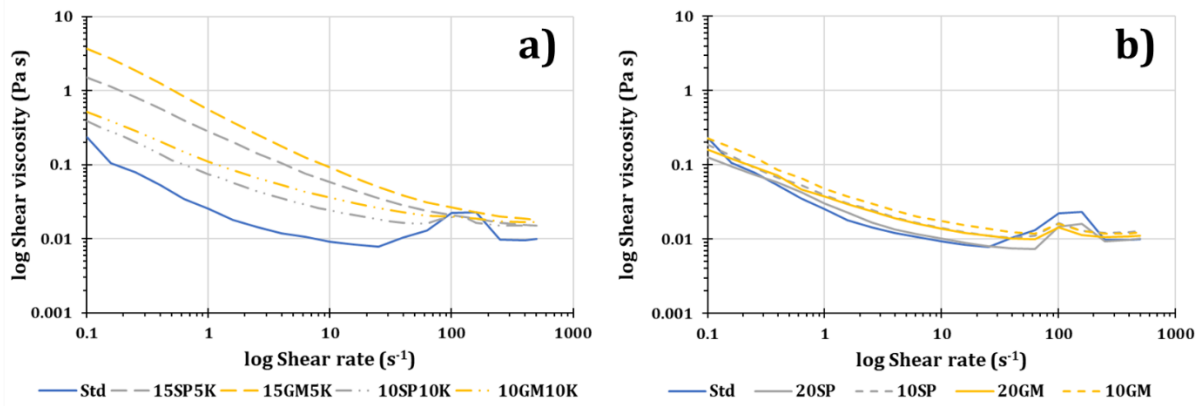 a)
log Shear viscosity (Pa s)
10
1
0.1
0.01
0.001
0.1 1 10 100 1000
log Shear rate (s⁻¹)
Std 15SP5K 15GM5K 10SP10K 10GM10K
b)
log Shear viscosity (Pa s)
10
1
0.1
0.01
0.001
0.1 1 10 100 1000
log Shear rate (s⁻¹)
Std 20SP 10SP 20GM 10GM